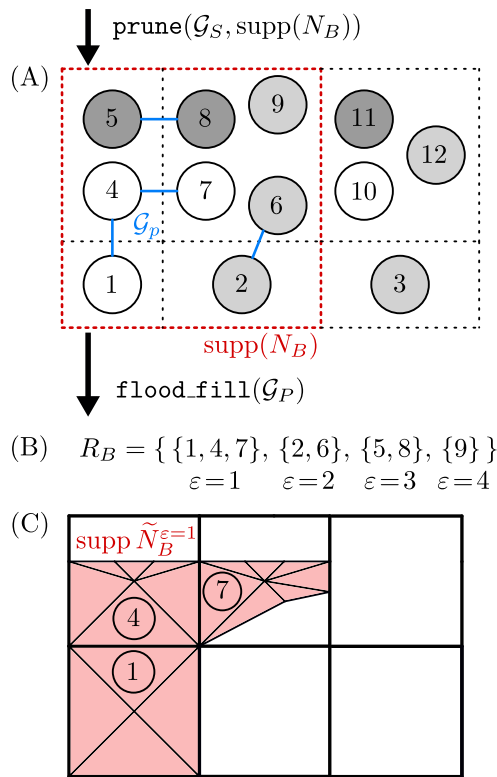 prune(𝒢_S, supp(N_B))
(A)
5 8 9 11 12
4 7 6 10
𝒢_p
1 2 3
supp(N_B)
flood_fill(𝒢_P)
(B) R_B = { {1, 4, 7}, {2, 6}, {5, 8}, {9} }
ε=1 ε=2 ε=3 ε=4
(C)
supp Ñ_B^{ε=1}
7
4
1